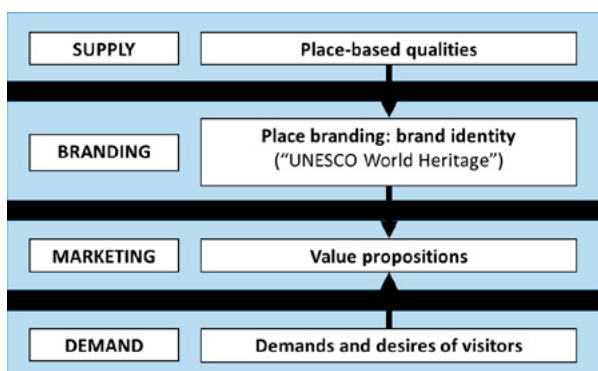 SUPPLY
Place-based qualities
BRANDING
Place branding: brand identity
("UNESCO World Heritage")
MARKETING
Value propositions
DEMAND
Demands and desires of visitors